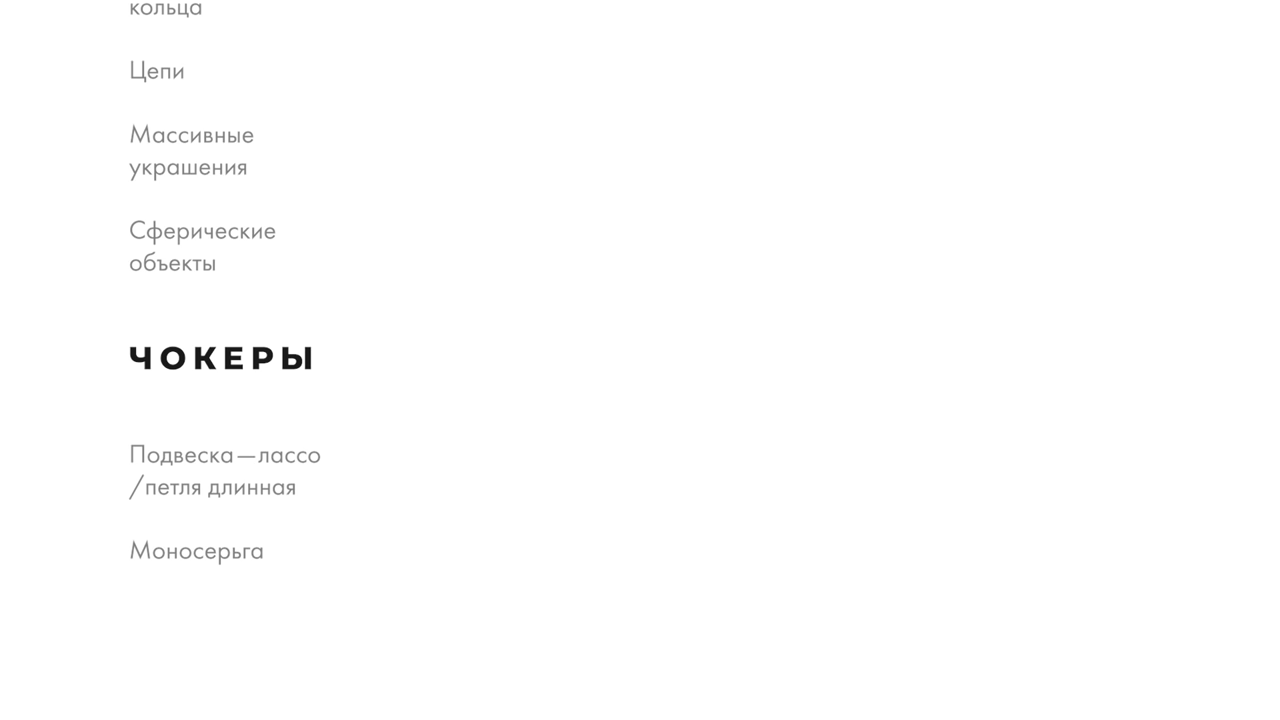 кольца
Цепи
Массивные
украшения
Сферические
объекты
ЧОКЕРЫ
Подвеска—лассо
/петля длинная
Моносерьга